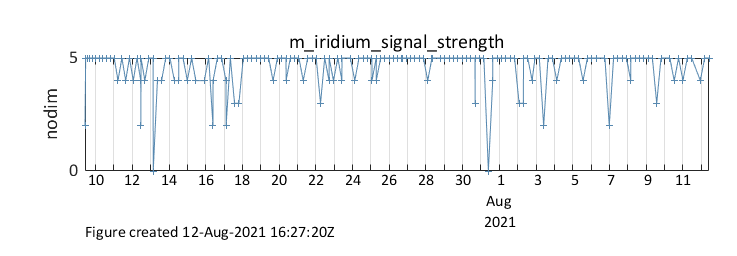 m_iridium_signal_strength
5
nodim
0
10 12 14 16 18 20 22 24 26 28 30 1 3 5 7 9 11
Aug
2021
Figure created 12-Aug-2021 16:27:20Z